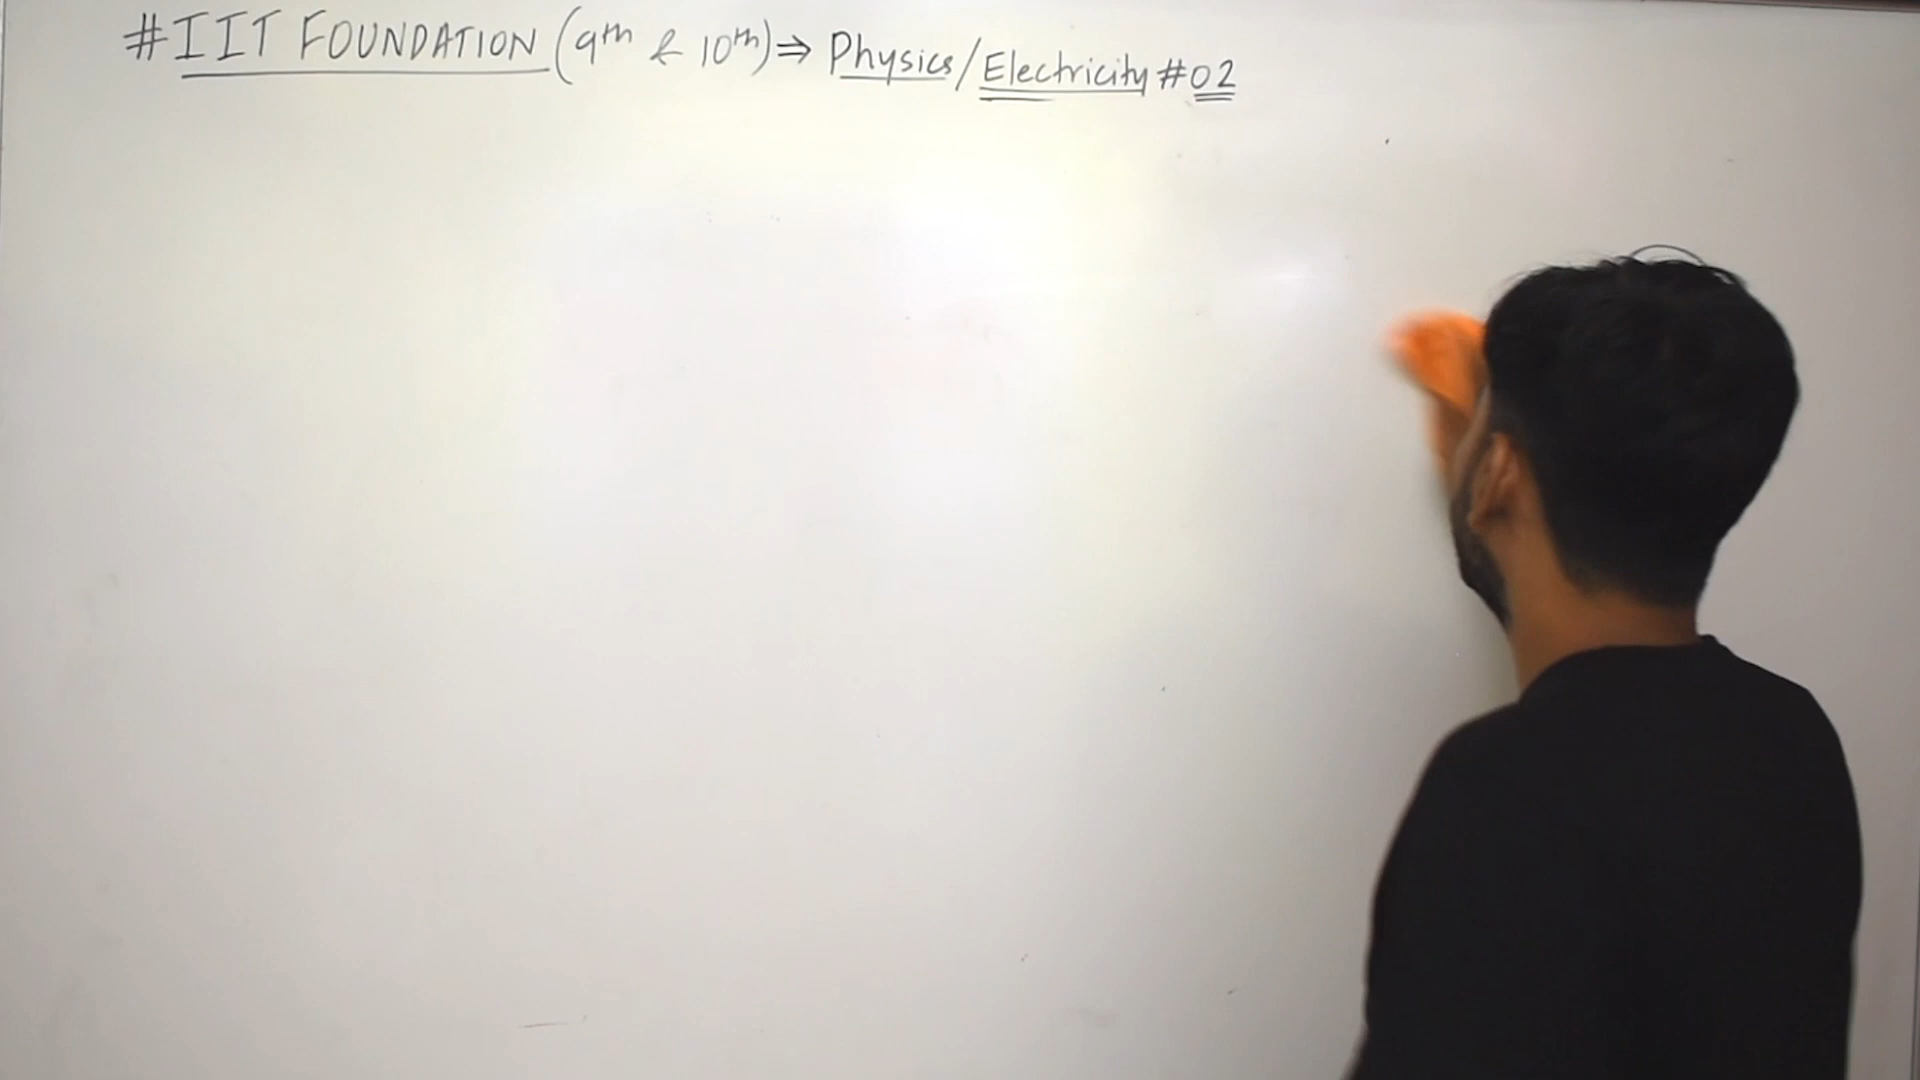 #IIT FOUNDATION (9th & 10th) ⇒ Physics/Electricity #02